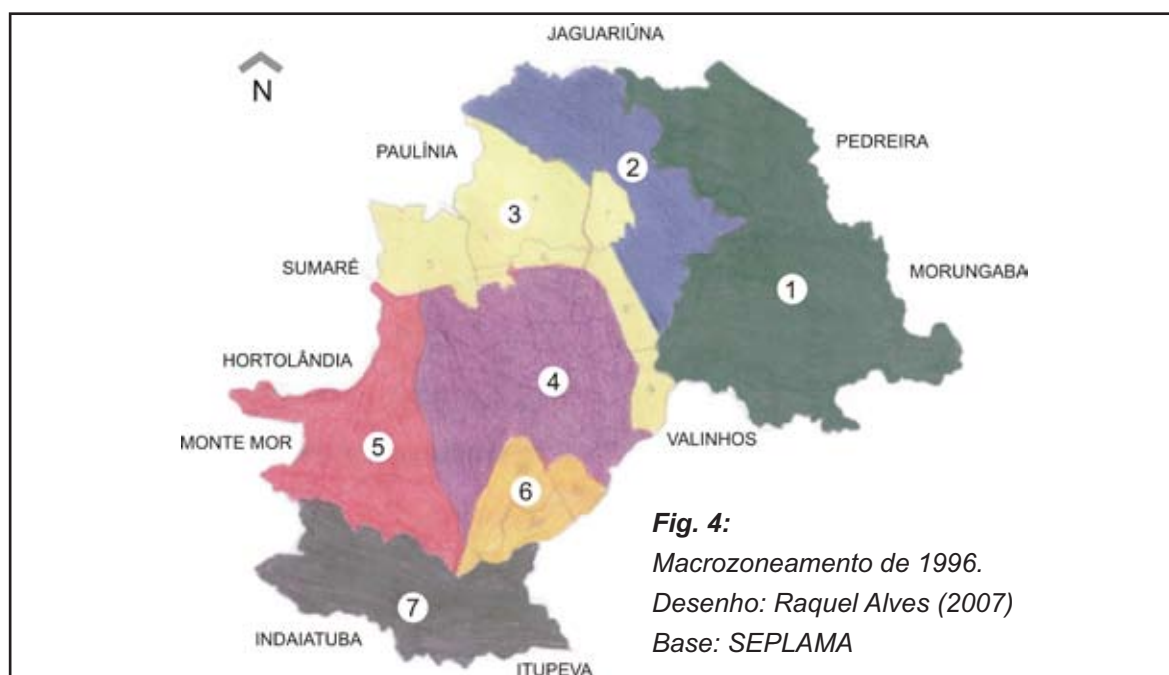 JAGUARIÚNA
N
PEDREIRA
PAULÍNIA
2
3
SUMARÉ
MORUNGABA
1
HORTOLÂNDIA
4
MONTE MOR
VALINHOS
5
6
Fig. 4:
Macrozoneamento de 1996.
Desenho: Raquel Alves (2007)
Base: SEPLAMA
7
INDAIATUBA
ITUPEVA